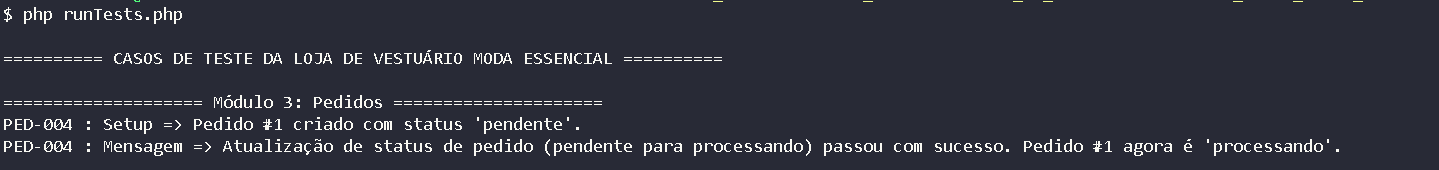 $ php runTests.php
========== CASOS DE TESTE DA LOJA DE VESTUÁRIO MODA ESSENCIAL ==========
==================== Módulo 3: Pedidos =====================
PED-004 : Setup => Pedido #1 criado com status 'pendente'.
PED-004 : Mensagem => Atualização de status de pedido (pendente para processando) passou com sucesso. Pedido #1 agora é 'processando'.